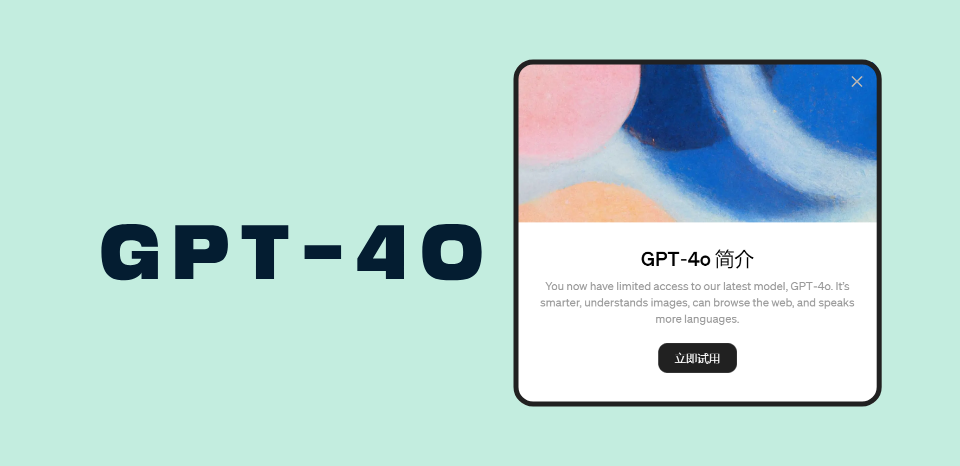 GPT-4O
GPT-4o 简介
You now have limited access to our latest model, GPT-4o. It's
smarter, understands images, can browse the web, and speaks
more languages.
立即试用